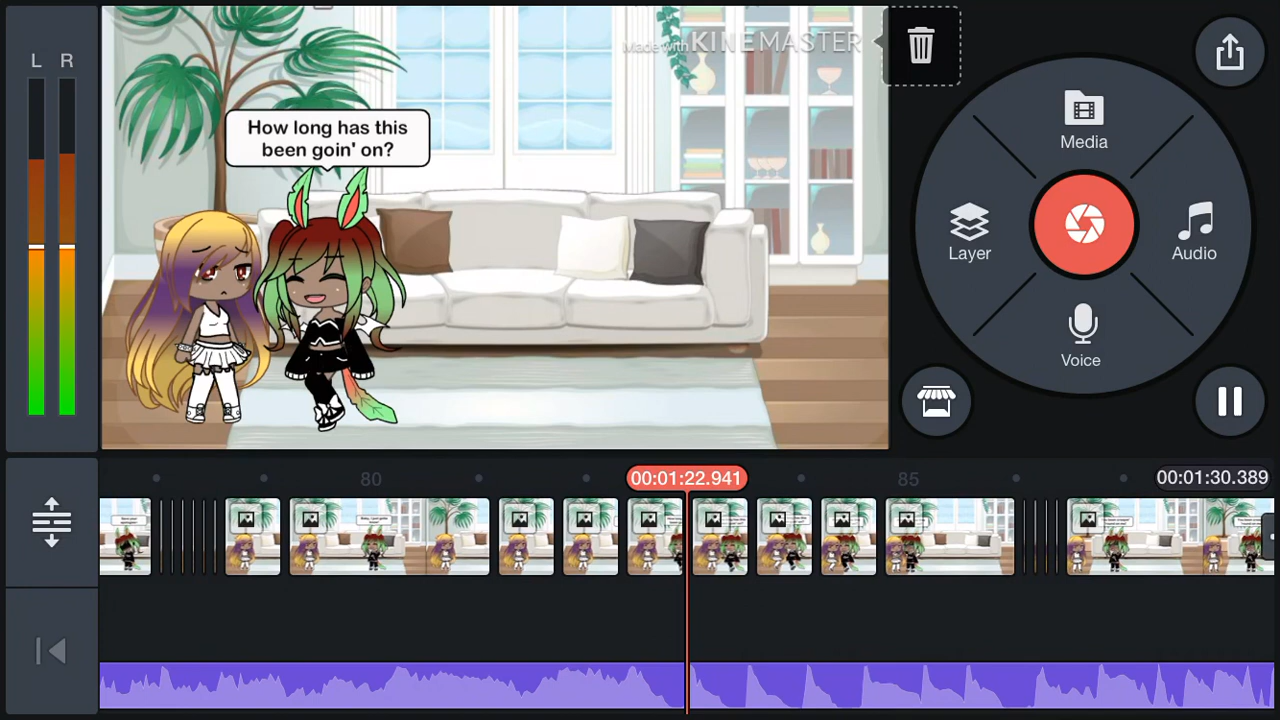 L R
Made with KINEMASTER
How long has this
been goin' on?
Media
Layer
Audio
Voice
80
00:01:22.941
85
00:01:30.389